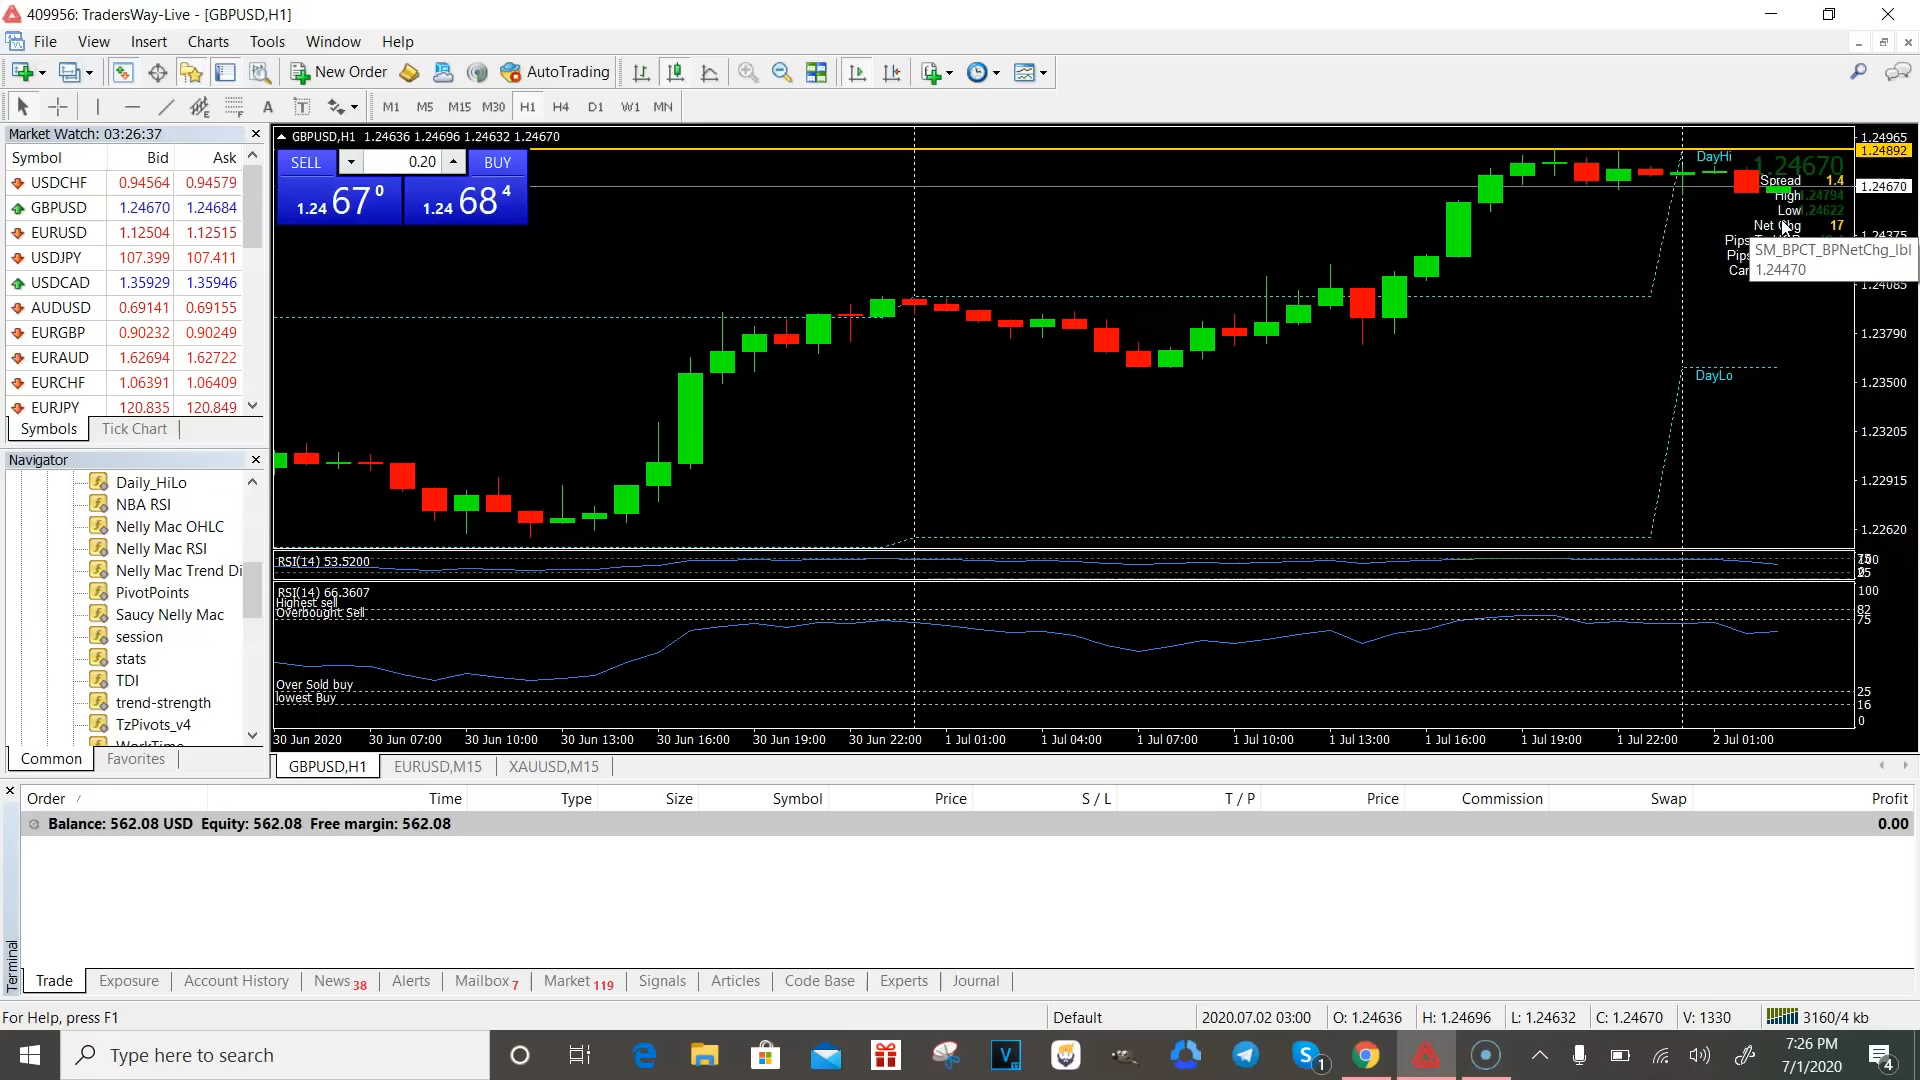 409956: TradersWay-Live - [GBPUSD,H1]
File View Insert Charts Tools Window Help
New Order AutoTrading
A T M1 M5 M15 M30 H1 H4 D1 W1 MN
Market Watch: 03:26:37
Symbol Bid Ask
USDCHF 0.94564 0.94579
GBPUSD 1.24670 1.24684
EURUSD 1.12504 1.12515
USDJPY 107.399 107.411
USDCAD 1.35929 1.35946
AUDUSD 0.69141 0.69155
EURGBP 0.90232 0.90249
EURAUD 1.62694 1.62722
EURCHF 1.06391 1.06409
EURJPY 120.835 120.849
Symbols Tick Chart
Navigator
Daily_HiLo
NBA RSI
Nelly Mac OHLC
Nelly Mac RSI
Nelly Mac Trend Di
PivotPoints
Saucy Nelly Mac
session
stats
TDI
trend-strength
TzPivots_v4
WorkTime
Common Favorites
GBPUSD,H1 1.24636 1.24696 1.24632 1.24670
SELL 0.20 BUY
1.24 67 0 1.24 68 4
DayHi 1.24670
Spread 1.4
High 1.24794
Low 1.24622
Net Chg 17
Pips
Pips
Can
SM_BPCT_BPNetChg_lbl
1.24470
DayLo
1.24965
1.24892
1.24670
1.24375
1.24085
1.23790
1.23500
1.23205
1.22915
1.22620
RSI(14) 53.5200
RSI(14) 66.3607
Highest sell
Overbought Sell
Over Sold buy
lowest Buy
100
82
75
25
16
0
30 Jun 2020 30 Jun 07:00 30 Jun 10:00 30 Jun 13:00 30 Jun 16:00 30 Jun 19:00 30 Jun 22:00 1 Jul 01:00 1 Jul 04:00 1 Jul 07:00 1 Jul 10:00 1 Jul 13:00 1 Jul 16:00 1 Jul 19:00 1 Jul 22:00 2 Jul 01:00
GBPUSD,H1 EURUSD,M15 XAUUSD,M15
Order / Time Type Size Symbol Price S / L T / P Price Commission Swap Profit
Balance: 562.08 USD Equity: 562.08 Free margin: 562.08 0.00
Terminal
Trade Exposure Account History News 38 Alerts Mailbox 7 Market 119 Signals Articles Code Base Experts Journal
For Help, press F1 Default 2020.07.02 03:00 O: 1.24636 H: 1.24696 L: 1.24632 C: 1.24670 V: 1330 3160/4 kb
Type here to search
V
S 1
7:26 PM
7/1/2020
4